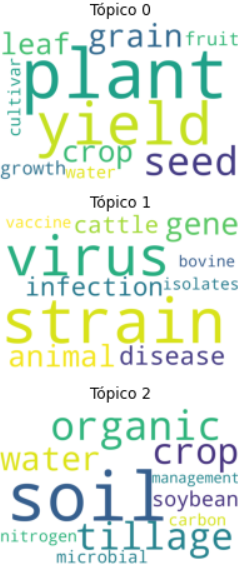 Tópico 0
leaf grain fruit
cultivar plant
yield
crop seed
growth water
Tópico 1
vaccine cattle gene
virus bovine
infection isolates
strain
animal disease
Tópico 2
organic
water crop
soil management
soybean
carbon
nitrogen tillage
microbial